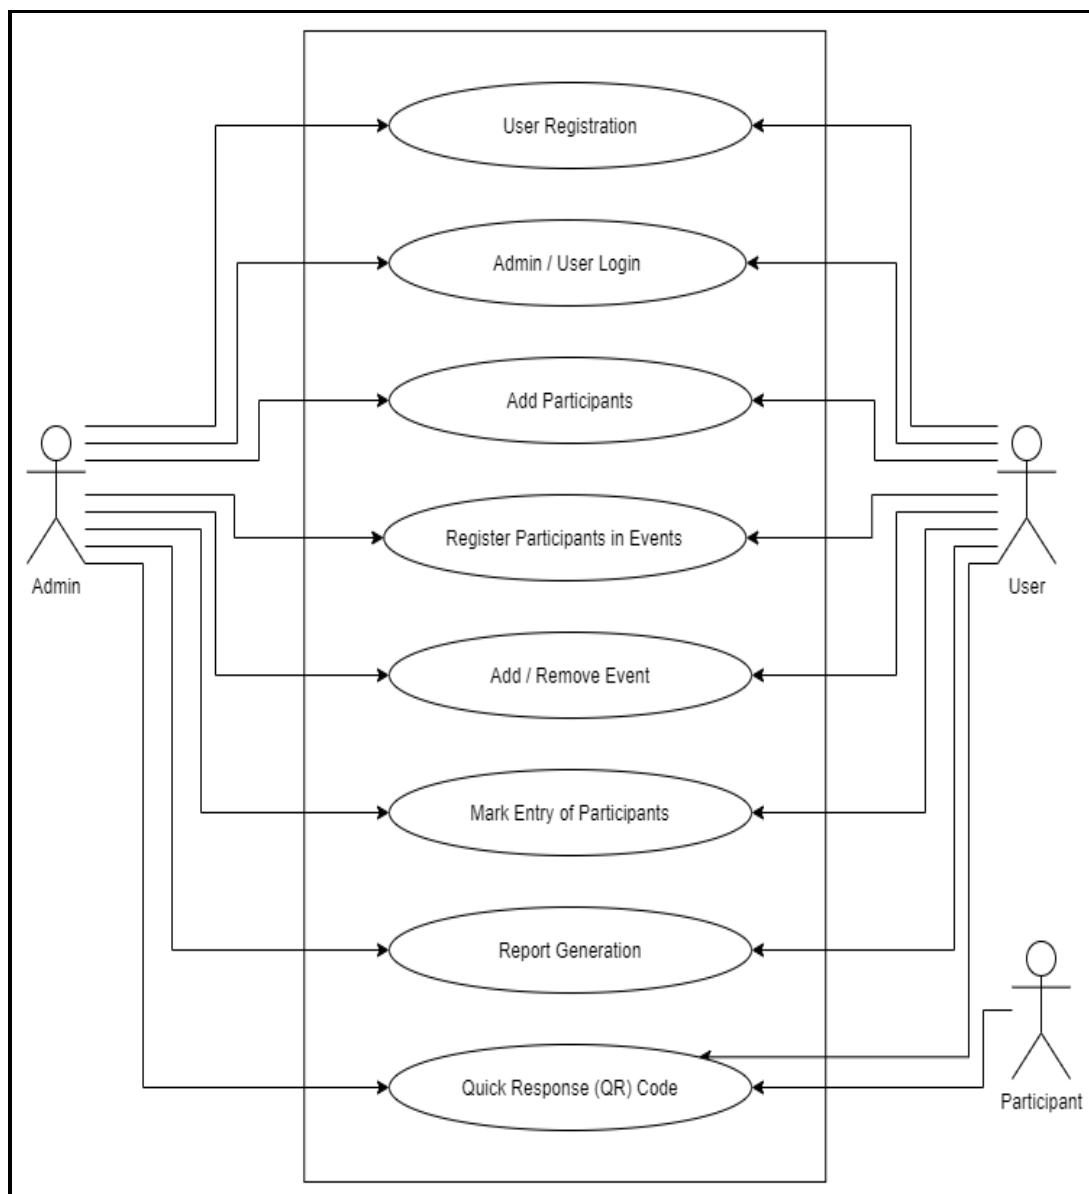 User Registration
Admin / User Login
Add Participants
Register Participants in Events
Admin
User
Add / Remove Event
Mark Entry of Participants
Report Generation
Quick Response (QR) Code
Participant